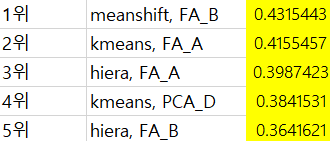 1위 meanshift, FA_B 0.4315443
2위 kmeans, FA_A 0.4155457
3위 hiera, FA_A 0.3987423
4위 kmeans, PCA_D 0.3841531
5위 hiera, FA_B 0.3641621